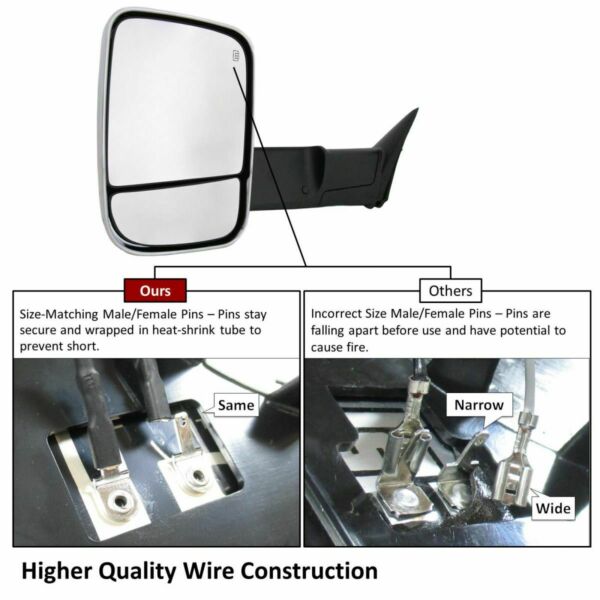 Ours
Size-Matching Male/Female Pins – Pins stay
secure and wrapped in heat-shrink tube to
prevent short.
Same
Others
Incorrect Size Male/Female Pins – Pins are
falling apart before use and have potential to
cause fire.
Narrow
Wide
Higher Quality Wire Construction